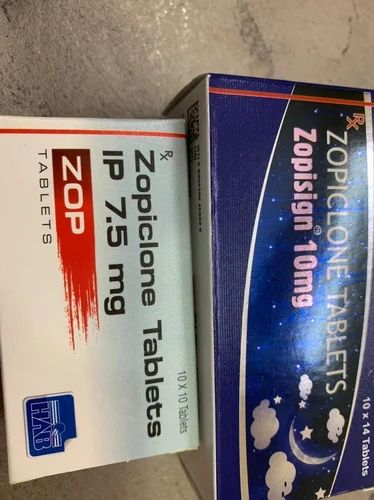 Rx
Zopiclone Tablets
IP 7.5 mg
ZOP
TABLETS
10 X 10 Tablets
HAB
Rx
ZOPICLONE TABLETS
Zopisign® 10mg
10 x 14 Tablets